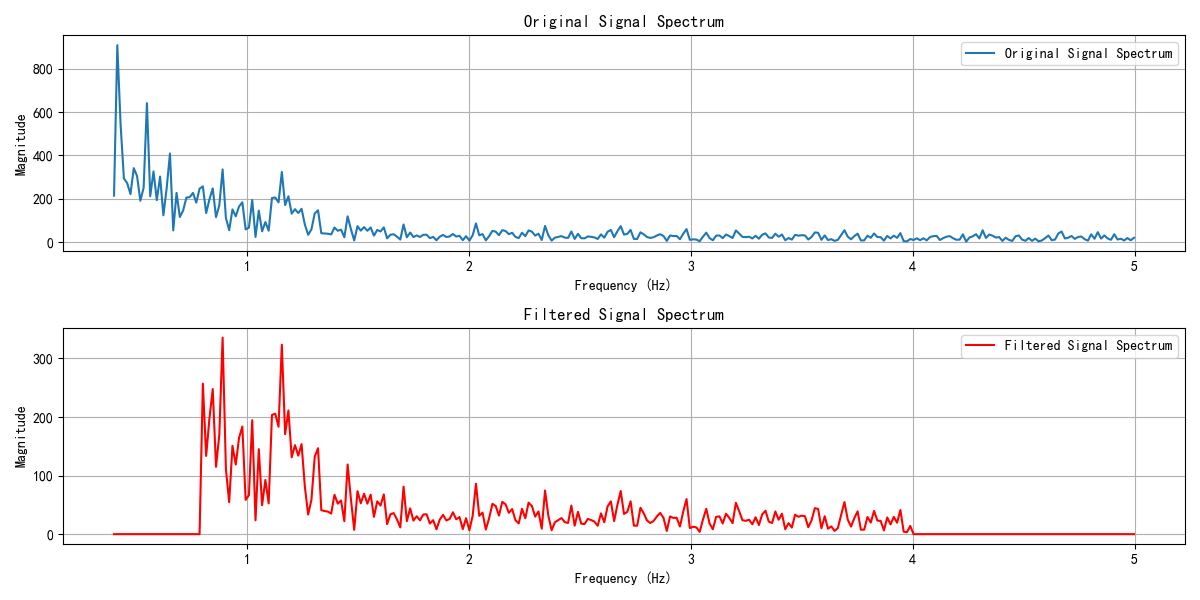 Original Signal Spectrum
Original Signal Spectrum
Magnitude
800
600
400
200
0
1
2
3
4
5
Frequency (Hz)
Filtered Signal Spectrum
Filtered Signal Spectrum
Magnitude
300
200
100
0
1
2
3
4
5
Frequency (Hz)